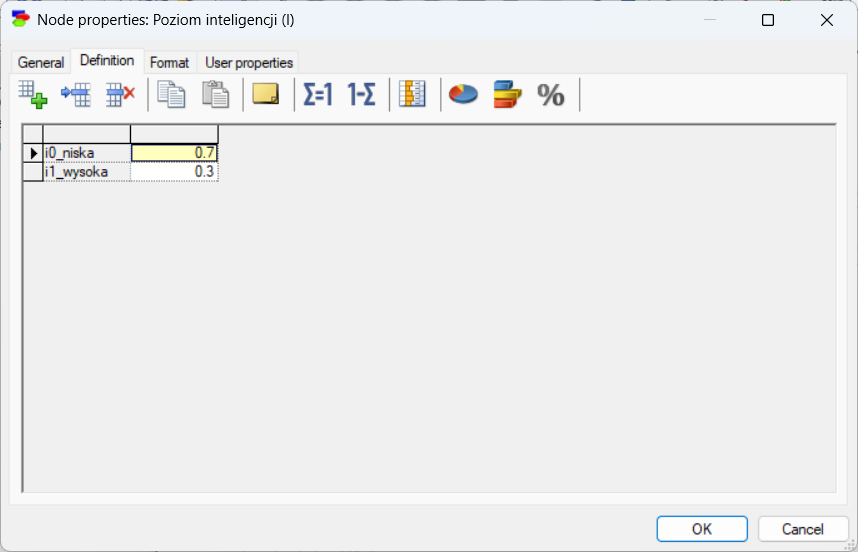 Node properties: Poziom inteligencji (I)
General Definition Format User properties
Σ=1 1-Σ %
i0_niska 0.7
i1_wysoka 0.3
OK Cancel